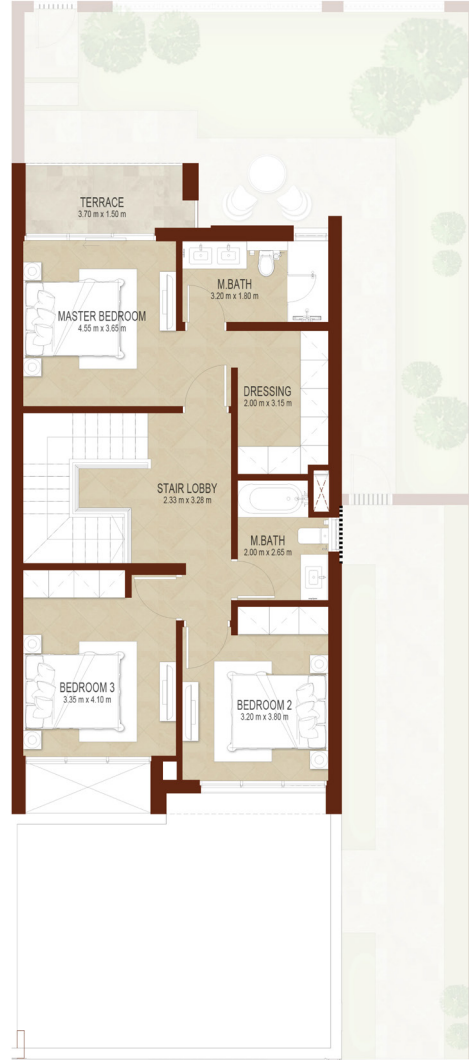 TERRACE
3.70 m x 1.50 m
M.BATH
3.20 m x 1.80 m
MASTER BEDROOM
4.55 m x 3.65 m
DRESSING
2.00 m x 3.15 m
STAIR LOBBY
2.33 m x 3.28 m
M.BATH
2.00 m x 2.65 m
BEDROOM 3
3.35 m x 4.10 m
BEDROOM 2
3.20 m x 3.80 m